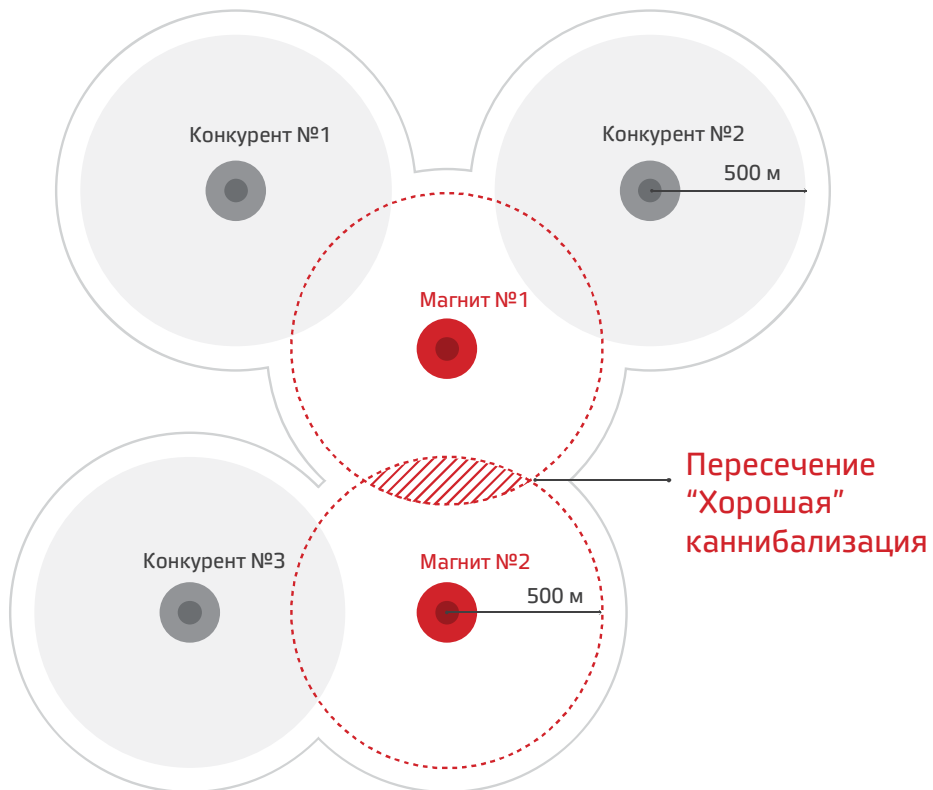 Конкурент №1
Конкурент №2
500 м
Магнит №1
Пересечение
“Хорошая”
каннибализация
Конкурент №3
Магнит №2
500 м